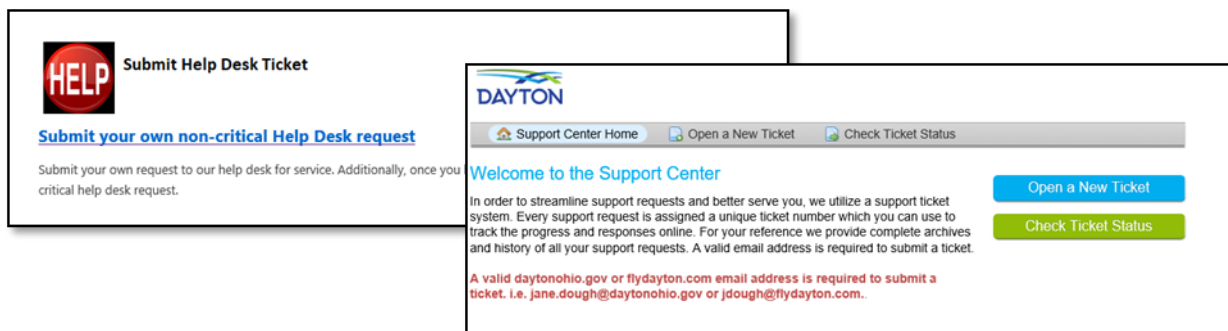 HELP
Submit Help Desk Ticket
Submit your own non-critical Help Desk request
Submit your own request to our help desk for service. Additionally, once you
critical help desk request.
DAYTON
Support Center Home Open a New Ticket Check Ticket Status
Welcome to the Support Center
In order to streamline support requests and better serve you, we utilize a support ticket
system. Every support request is assigned a unique ticket number which you can use to
track the progress and responses online. For your reference we provide complete archives
and history of all your support requests. A valid email address is required to submit a ticket.
A valid daytonohio.gov or flydayton.com email address is required to submit a
ticket. i.e. jane.dough@daytonohio.gov or jdough@flydayton.com..
Open a New Ticket
Check Ticket Status